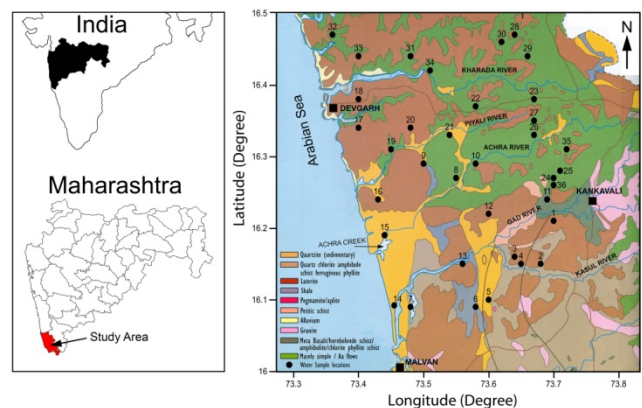 India
Maharashtra
Study Area
Latitude (Degree)
16.5
16.4
16.3
16.2
16.1
16
N
Arabian Sea
32
28
30
33
31
29
34
KHARADA RIVER
18
22
23
DEVGARH
PIYALI RIVER
27
17
20
21
26
ACHRA RIVER
19
35
9
10
8
24
25
36
KANKAVALI
16
11
12
GAD RIVER
1
15
ACHRA CREEK
3
13
4
2
KASUL RIVER
14
7
6
5
MALVAN
Quartzite (sedimentary)
Quartz chlorite amphibole
schist ferruginous phyllite
Laterite
Shale
Pegmatite/aplite
Pelitic schist
Alluvium
Granite
Meta Basalt/hornblende schist/
amphibolite/chlorite phyllite schist
Mainly simple / Aa flows
Water Sample locations
73.3
73.4
73.5
73.6
73.7
73.8
Longitude (Degree)